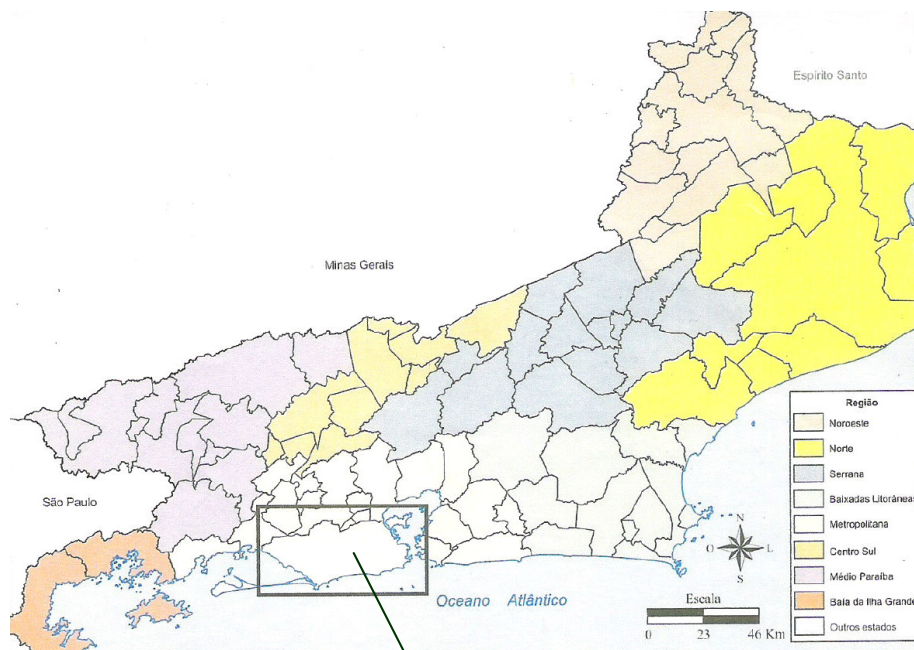 Espírito Santo
Minas Gerais
São Paulo
Oceano Atlântico
N
O
L
S
Escala
0 23 46 Km
Região
Noroeste
Norte
Serrana
Baixadas Litorâneas
Metropolitana
Centro Sul
Médio Paraíba
Baía da Ilha Grande
Outros estados